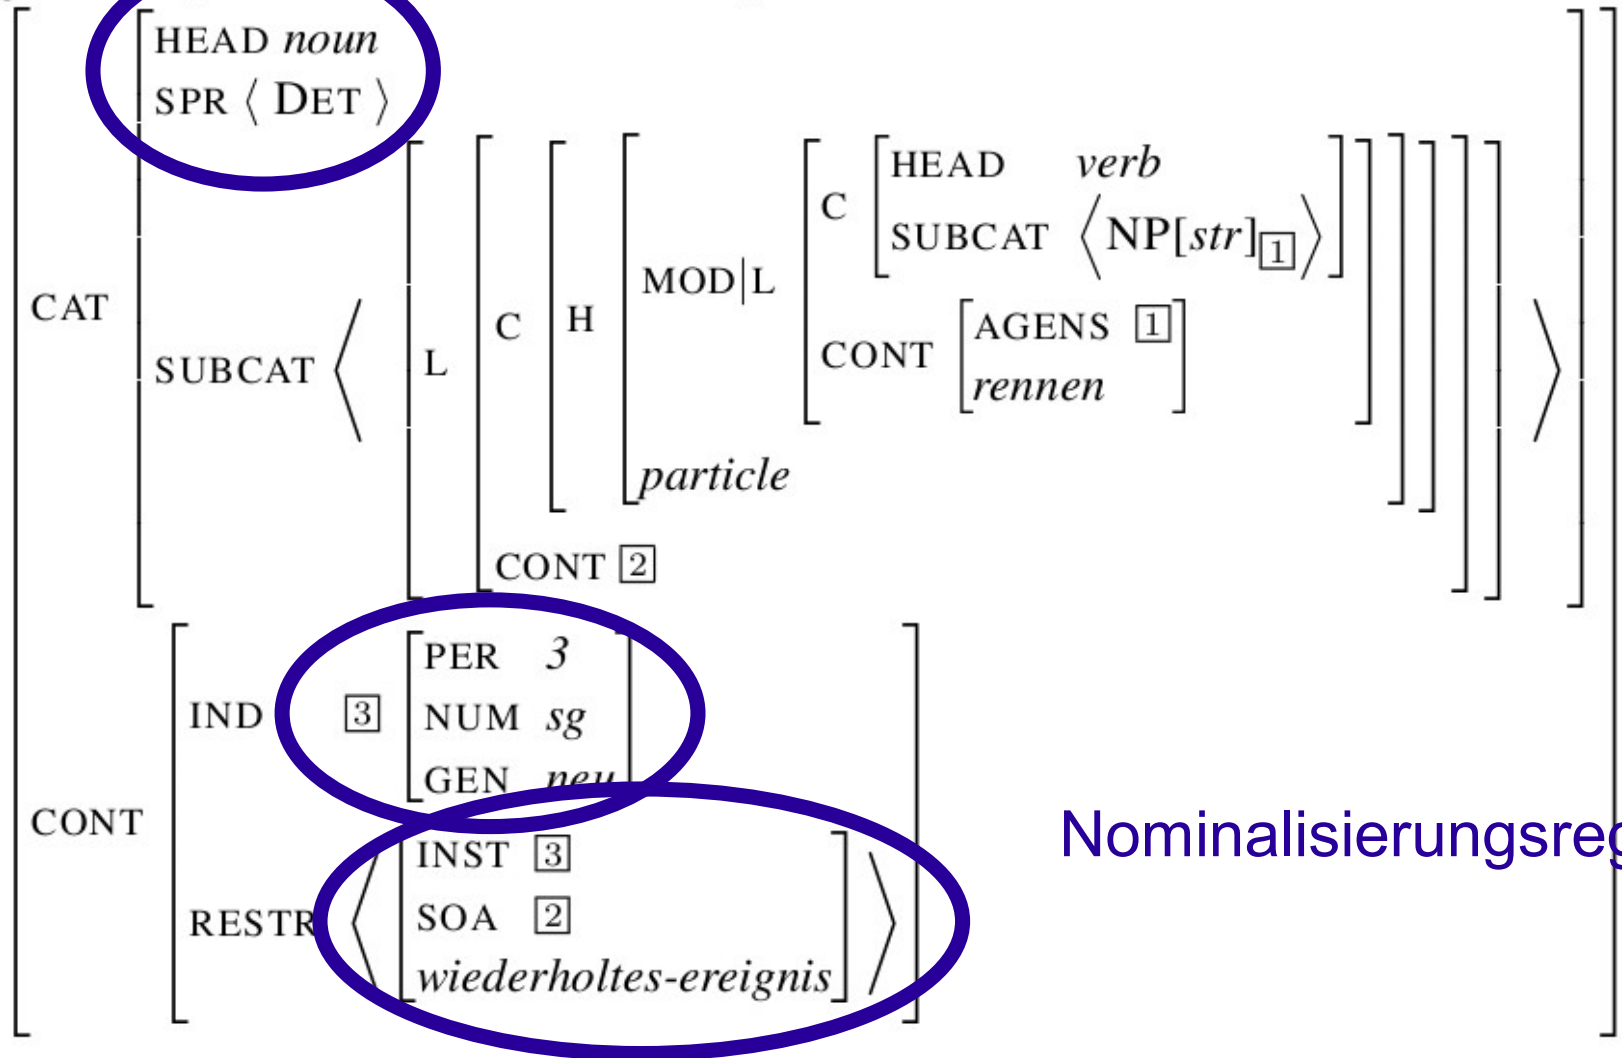 HEAD noun
SPR ⟨ DET ⟩
HEAD verb
C
SUBCAT ⟨NP[str]1⟩
MOD|L
CAT C H
AGENS 1
SUBCAT ⟨ L CONT ⟩
rennen
particle
CONT 2
PER 3
IND 3 NUM sg
GEN neu
CONT
INST 3
RESTR ⟨ SOA 2 ⟩
wiederholtes-ereignis